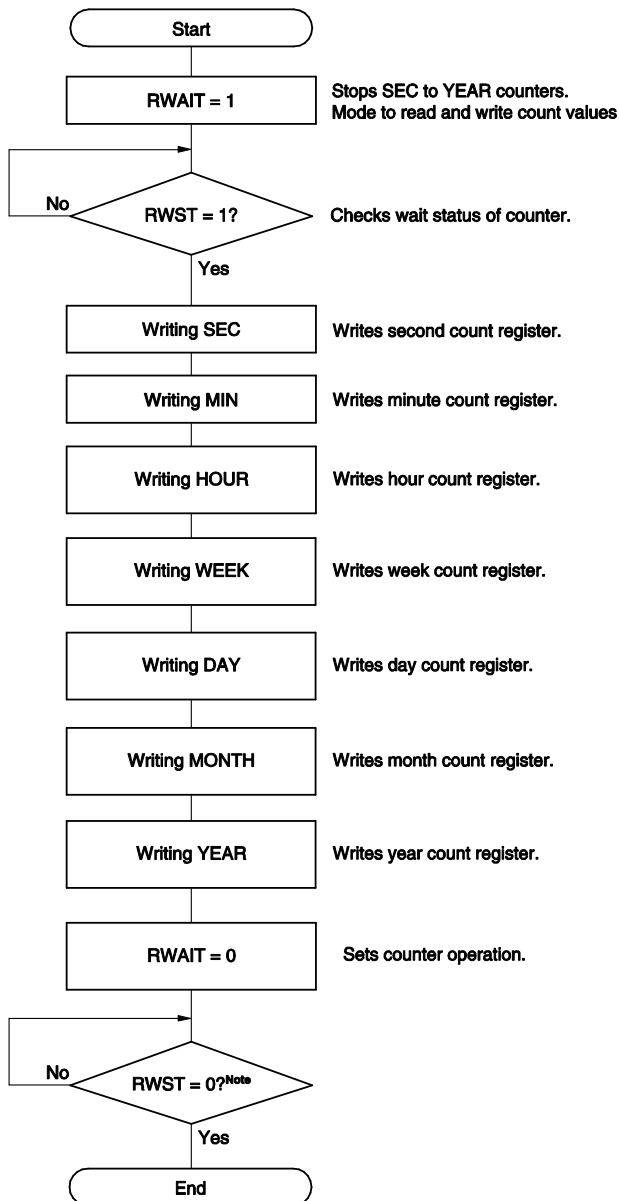 Start
RWAIT = 1
Stops SEC to YEAR counters.
Mode to read and write count values
No
RWST = 1?
Checks wait status of counter.
Yes
Writing SEC
Writes second count register.
Writing MIN
Writes minute count register.
Writing HOUR
Writes hour count register.
Writing WEEK
Writes week count register.
Writing DAY
Writes day count register.
Writing MONTH
Writes month count register.
Writing YEAR
Writes year count register.
RWAIT = 0
Sets counter operation.
No
RWST = 0?Note
Yes
End